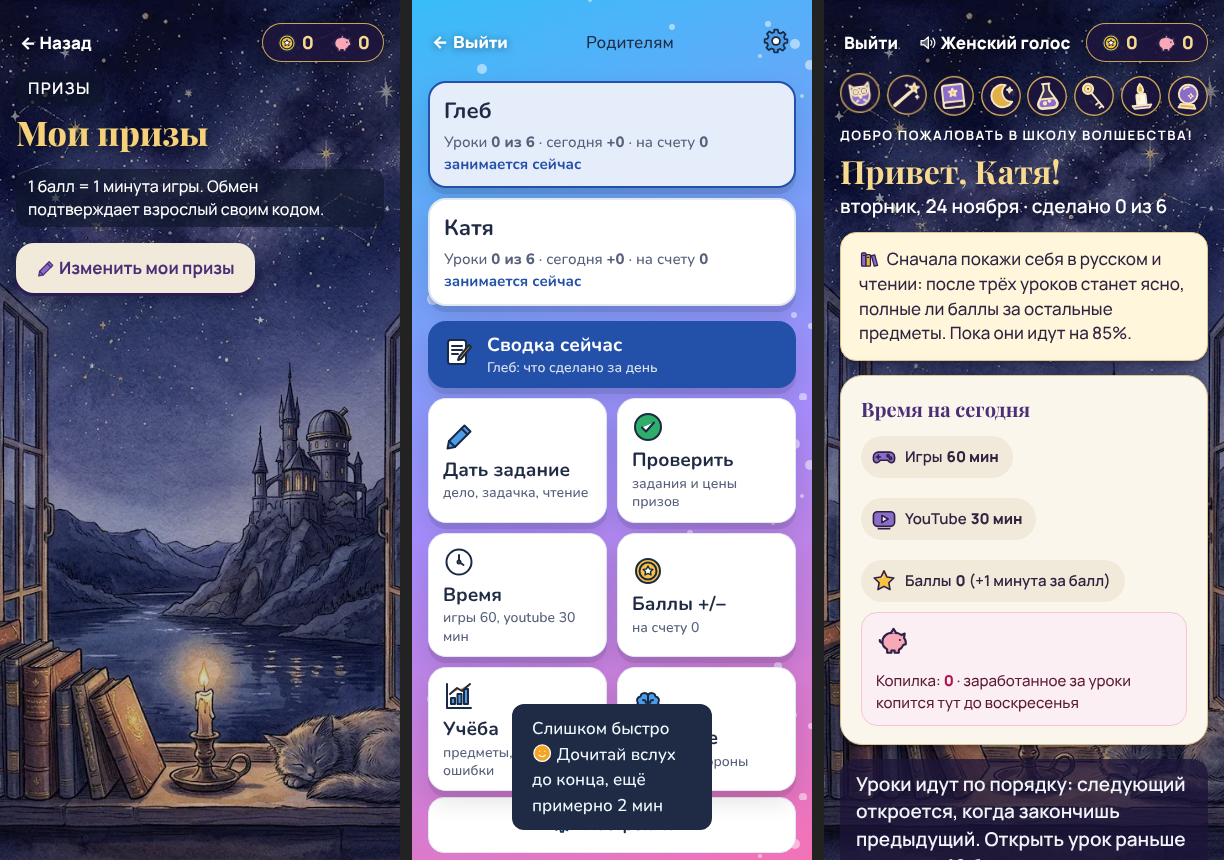 ← Назад
0 0
ПРИЗЫ
Мои призы
1 балл = 1 минута игры. Обмен
подтверждает взрослый своим кодом.
Изменить мои призы
← Выйти
Родителям
Глеб
Уроки 0 из 6 · сегодня +0 · на счету 0
занимается сейчас
Катя
Уроки 0 из 6 · сегодня +0 · на счету 0
занимается сейчас
Сводка сейчас
Глеб: что сделано за день
Дать задание
дело, задачка, чтение
Проверить
задания и цены
призов
Время
игры 60, youtube 30
мин
Баллы +/−
на счету 0
Учёба
предметы,
ошибки
Слишком быстро
Дочитай вслух
до конца, ещё
примерно 2 мин
Выйти
Женский голос
0 0
ДОБРО ПОЖАЛОВАТЬ В ШКОЛУ ВОЛШЕБСТВА!
Привет, Катя!
вторник, 24 ноября · сделано 0 из 6
Сначала покажи себя в русском и
чтении: после трёх уроков станет ясно,
полные ли баллы за остальные
предметы. Пока они идут на 85%.
Время на сегодня
Игры 60 мин
YouTube 30 мин
Баллы 0 (+1 минута за балл)
Копилка: 0 · заработанное за уроки
копится тут до воскресенья
Уроки идут по порядку: следующий
откроется, когда закончишь
предыдущий. Открыть урок раньше